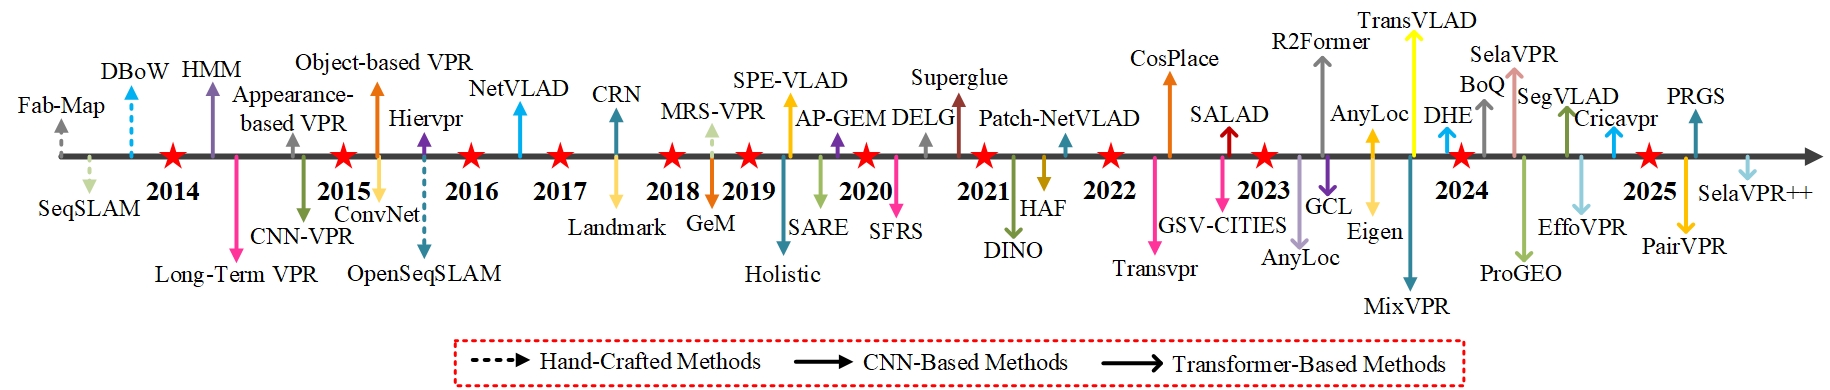 TransVLAD
R2Former
Object-based VPR
CosPlace
SelaVPR
DBoW
HMM
SPE-VLAD
Superglue
NetVLAD
BoQ
Appearance-
based VPR
CRN
SegVLAD
PRGS
Fab-Map
MRS-VPR
AnyLoc
SALAD
DHE
Hiervpr
AP-GEM
DELG
Patch-NetVLAD
Cricavpr
2014
2015
2016
2017
2018
2019
2020
2021
2022
2023
2024
2025
SeqSLAM
ConvNet
Landmark
GeM
SARE
SFRS
HAF
GSV-CITIES
GCL
Eigen
EffoVPR
SelaVPR++
CNN-VPR
DINO
AnyLoc
PairVPR
Long-Term VPR
OpenSeqSLAM
Holistic
Transvpr
ProGEO
MixVPR
Hand-Crafted Methods
CNN-Based Methods
Transformer-Based Methods